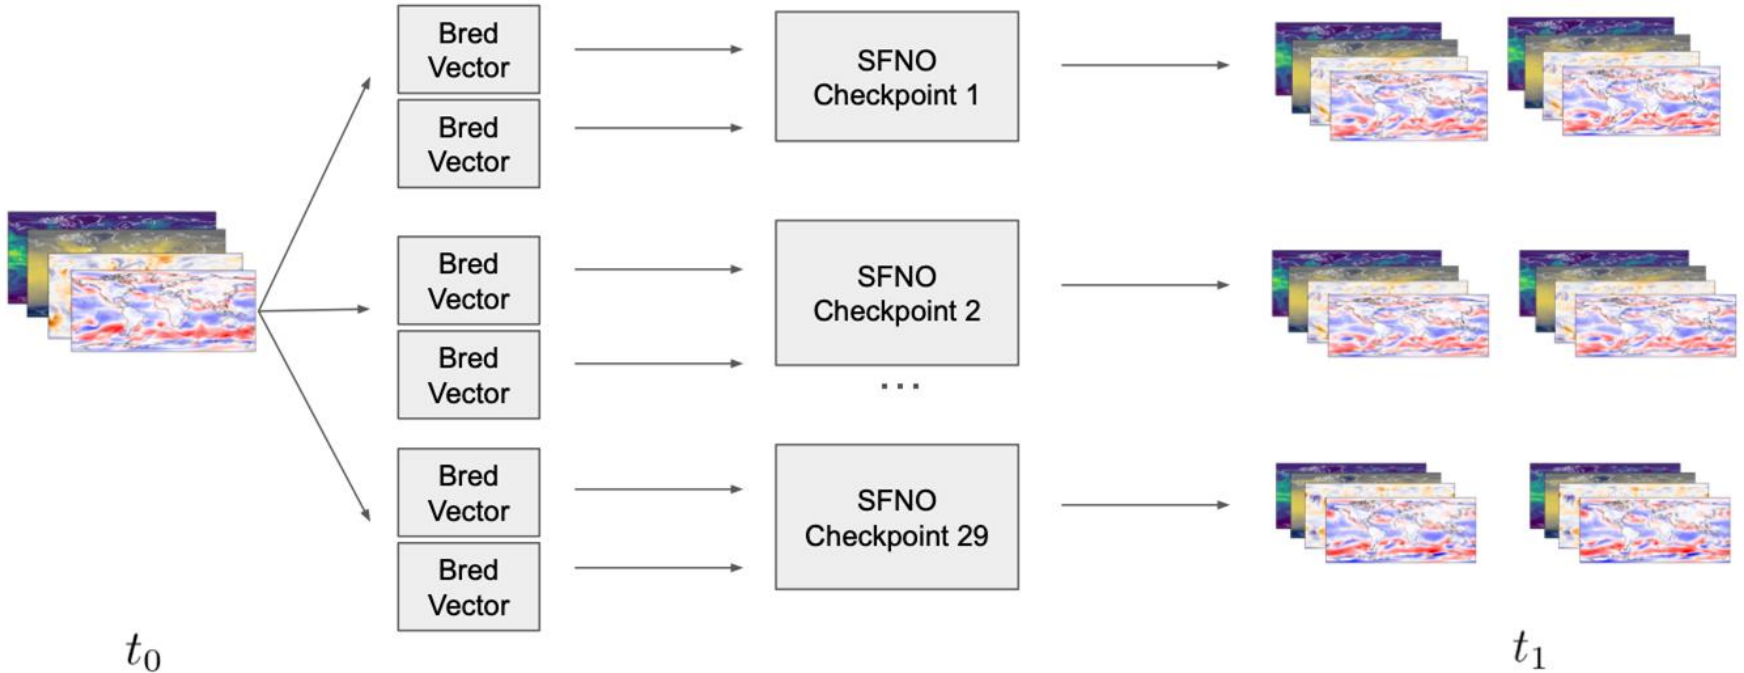 Bred
Vector
Bred
Vector
SFNO
Checkpoint 1
Bred
Vector
Bred
Vector
SFNO
Checkpoint 2
...
Bred
Vector
Bred
Vector
SFNO
Checkpoint 29
t₀
t₁